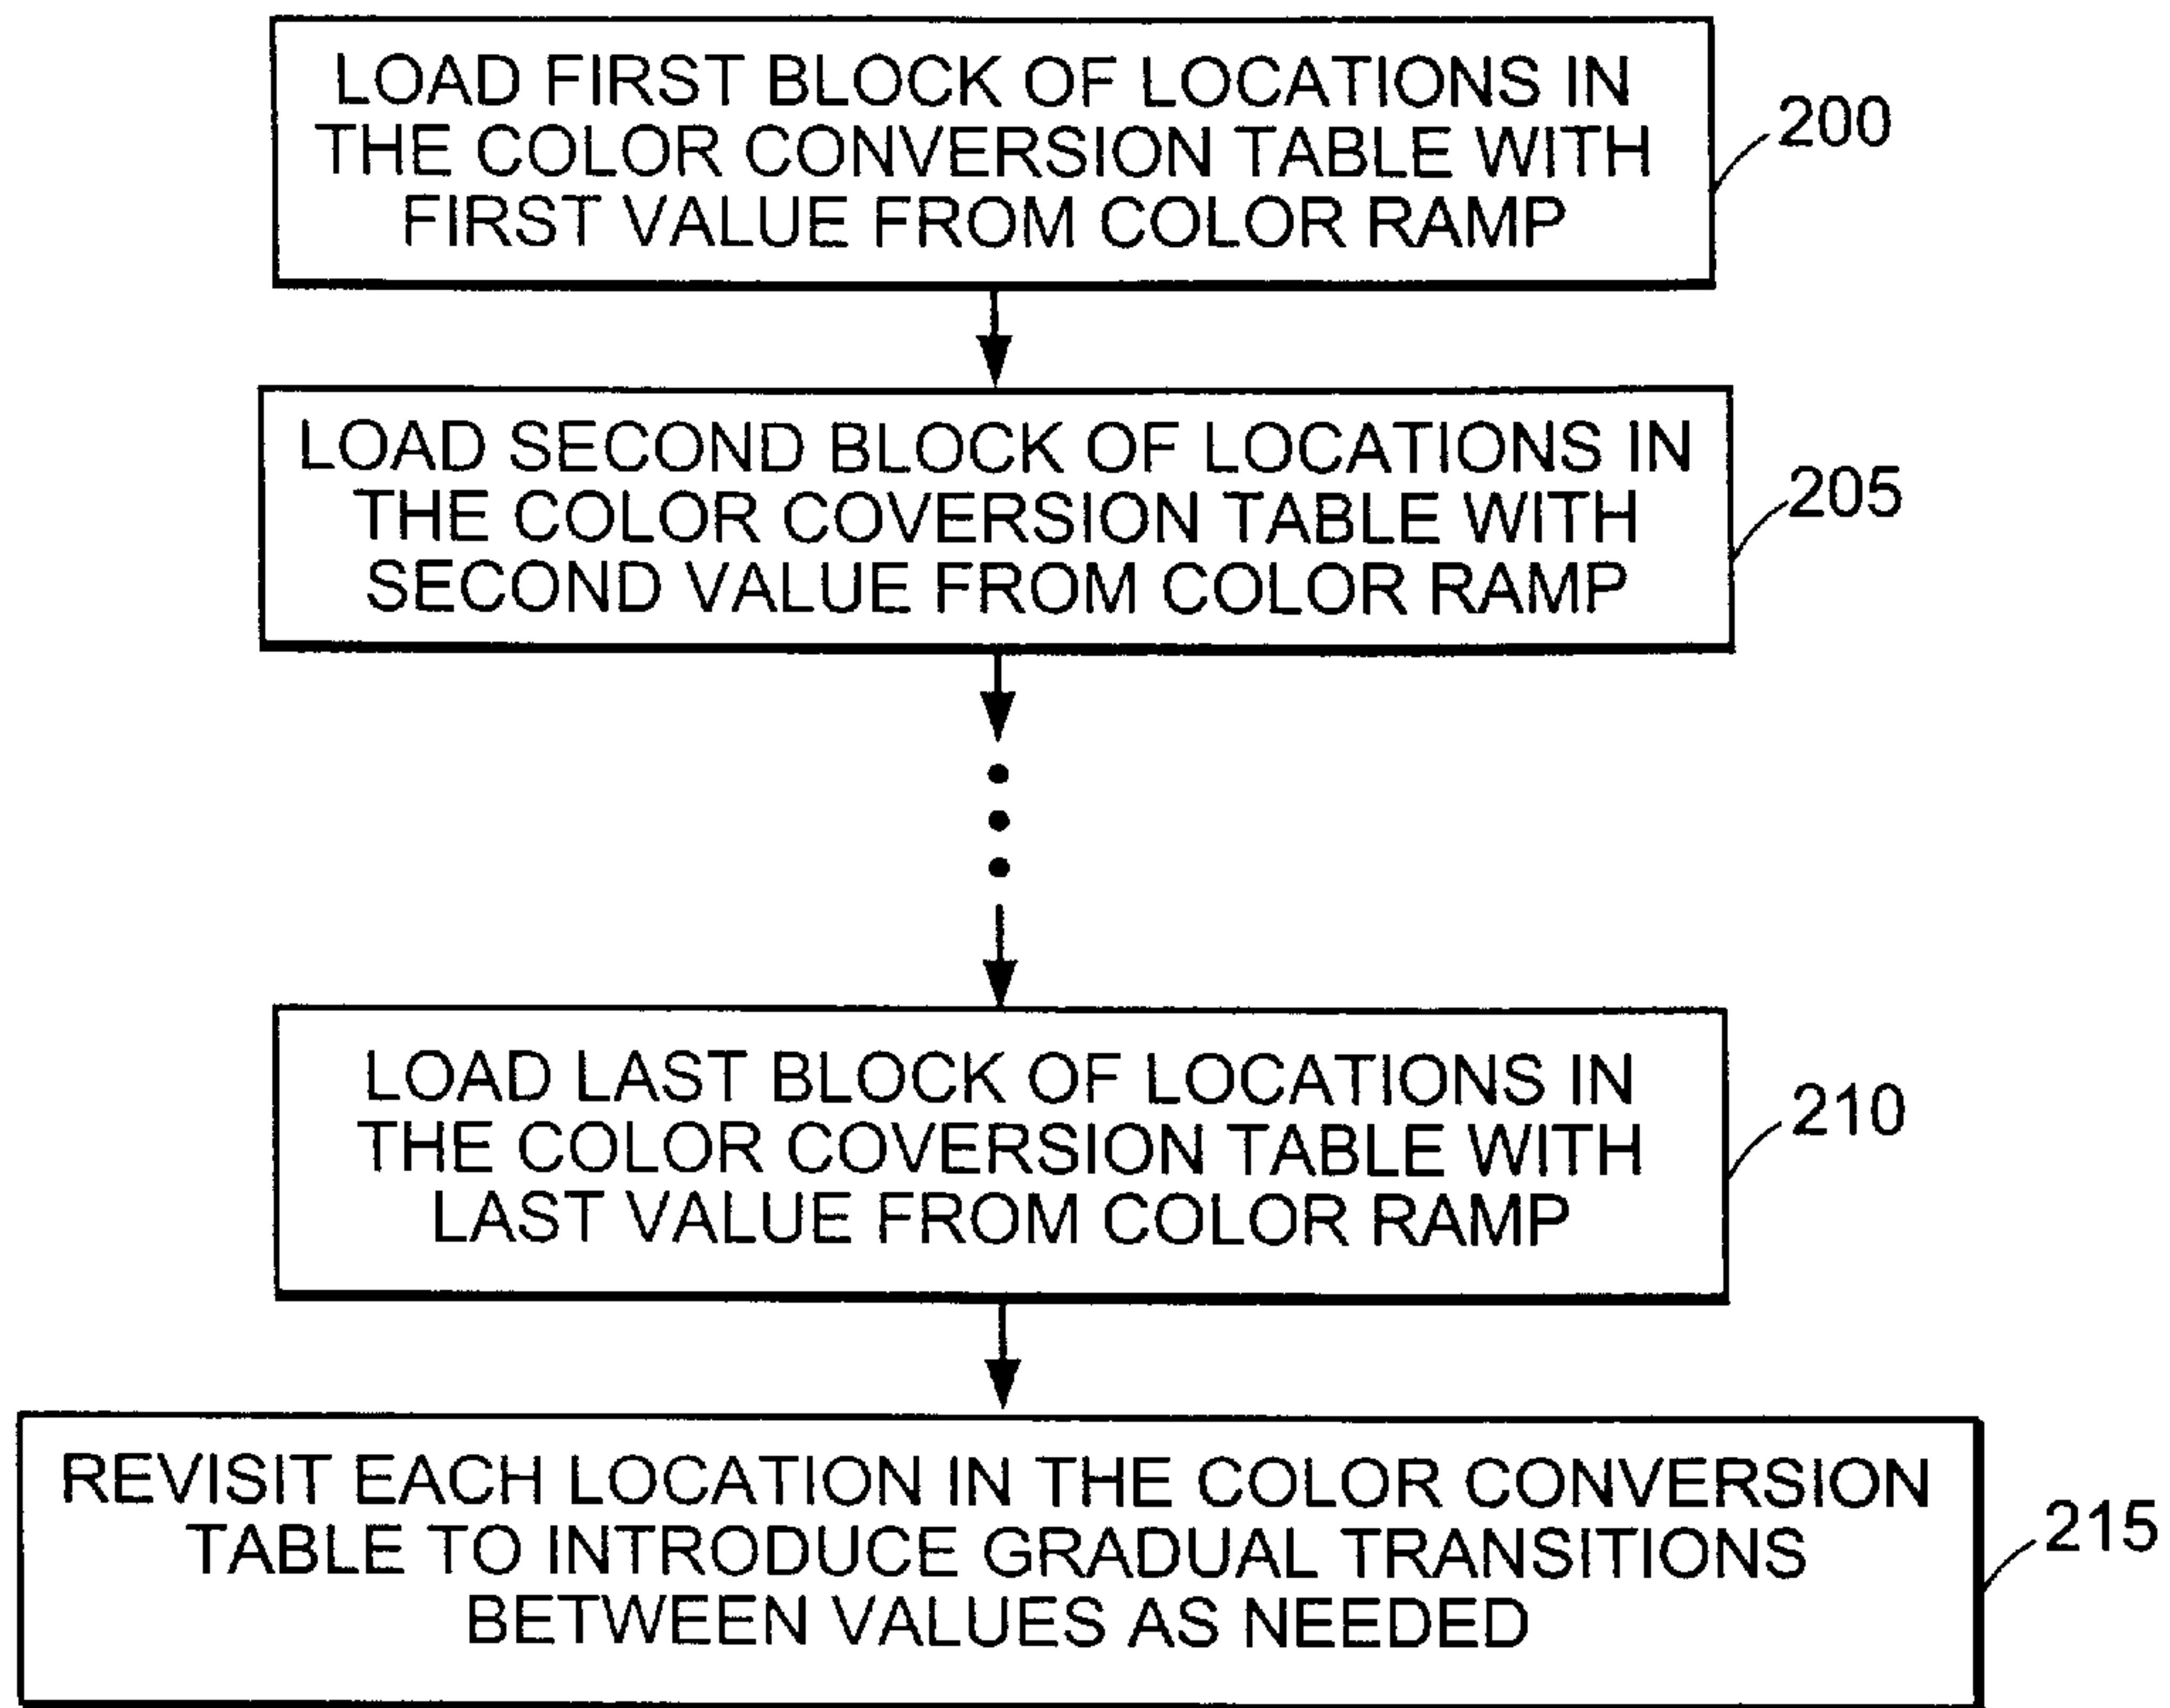 LOAD FIRST BLOCK OF LOCATIONS IN
THE COLOR CONVERSION TABLE WITH
FIRST VALUE FROM COLOR RAMP
200
LOAD SECOND BLOCK OF LOCATIONS IN
THE COLOR COVERSION TABLE WITH
SECOND VALUE FROM COLOR RAMP
205
LOAD LAST BLOCK OF LOCATIONS IN
THE COLOR COVERSION TABLE WITH
LAST VALUE FROM COLOR RAMP
210
REVISIT EACH LOCATION IN THE COLOR CONVERSION
TABLE TO INTRODUCE GRADUAL TRANSITIONS
BETWEEN VALUES AS NEEDED
215